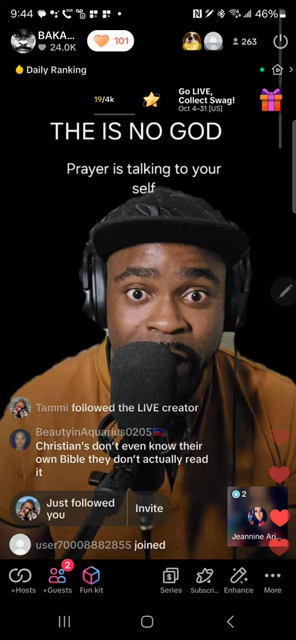 9:44
46%
BAKA...
24.0K
101
263
Daily Ranking
19/4k
Go LIVE,
Collect Swag!
Oct 4–31 [US]
THE IS NO GOD
Prayer is talking to your
self
Tammi followed the LIVE creator
BeautyinAquarius0205
Christian's don't even know their
own Bible they don't actually read
it
Just followed
you
Invite
2
Jeannine Ari...
user70008882855 joined
2
+Hosts
+Guests
Fun kit
Series
Subscri...
Enhance
More